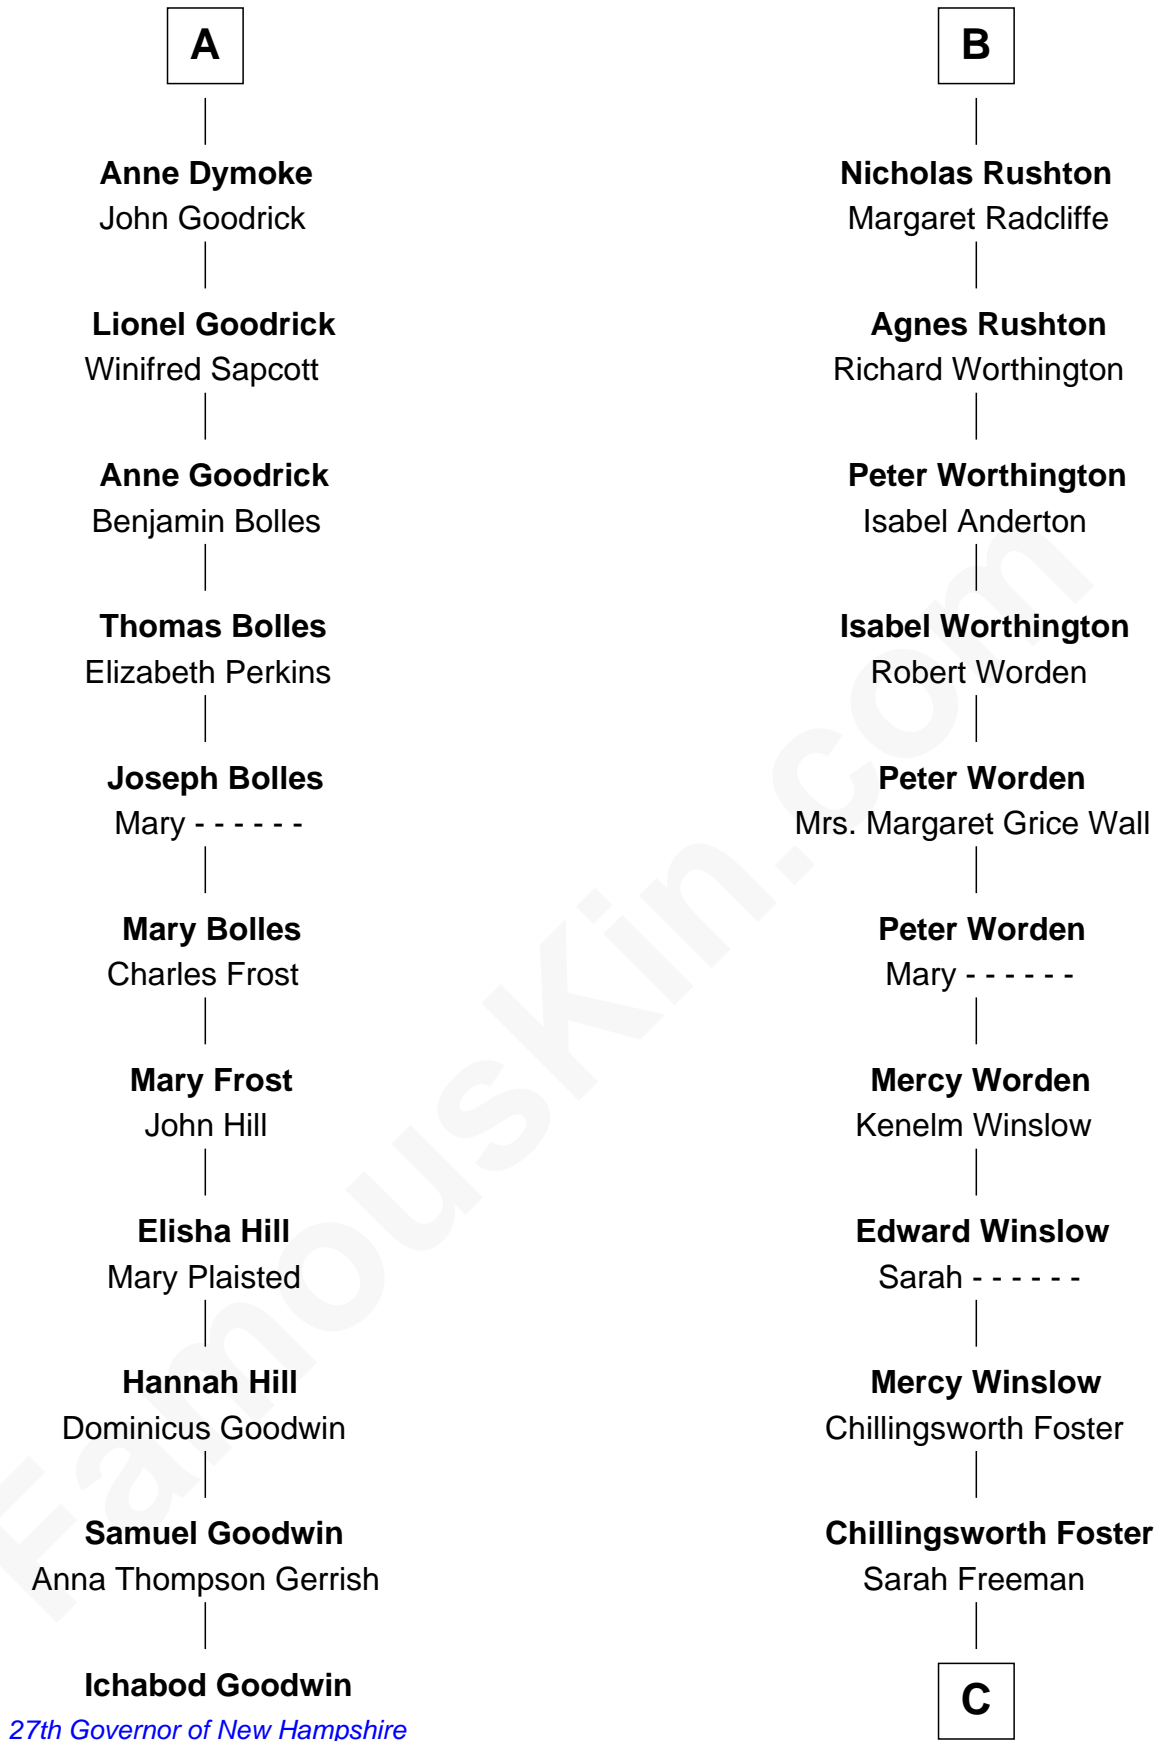 A
Anne Dymoke
John Goodrick
Lionel Goodrick
Winifred Sapcott
Anne Goodrick
Benjamin Bolles
Thomas Bolles
Elizabeth Perkins
Joseph Bolles
Mary - - - - - -
Mary Bolles
Charles Frost
Mary Frost
John Hill
Elisha Hill
Mary Plaisted
Hannah Hill
Dominicus Goodwin
Samuel Goodwin
Anna Thompson Gerrish
Ichabod Goodwin
27th Governor of New Hampshire
B
Nicholas Rushton
Margaret Radcliffe
Agnes Rushton
Richard Worthington
Peter Worthington
Isabel Anderton
Isabel Worthington
Robert Worden
Peter Worden
Mrs. Margaret Grice Wall
Peter Worden
Mary - - - - - -
Mercy Worden
Kenelm Winslow
Edward Winslow
Sarah - - - - - -
Mercy Winslow
Chillingsworth Foster
Chillingsworth Foster
Sarah Freeman
C
FamousKin.com